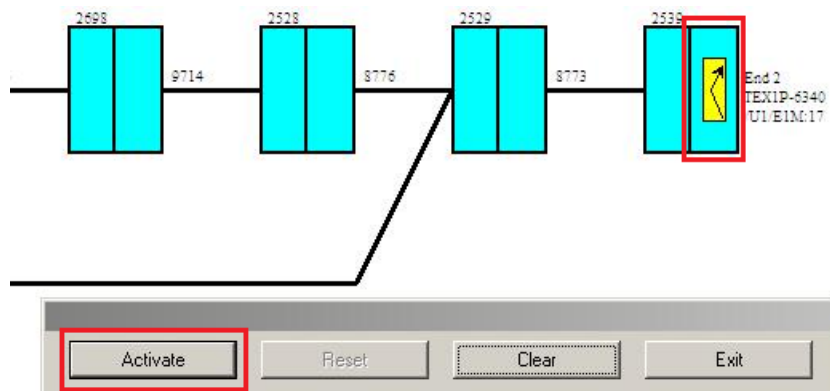 2698
2528
2529
2539
9714
8776
8773
End 2
TEX1P-6340
/U1/E1M:17
Activate
Reset
Clear
Exit